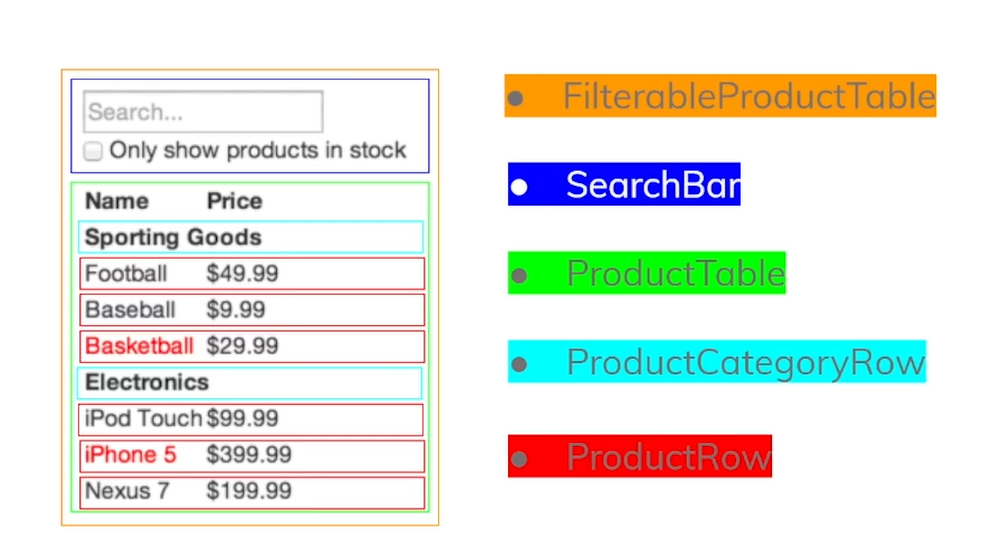 Search...
Only show products in stock
Name Price
Sporting Goods
Football $49.99
Baseball $9.99
Basketball $29.99
Electronics
iPod Touch $99.99
iPhone 5 $399.99
Nexus 7 $199.99
• FilterableProductTable
• SearchBar
• ProductTable
• ProductCategoryRow
• ProductRow